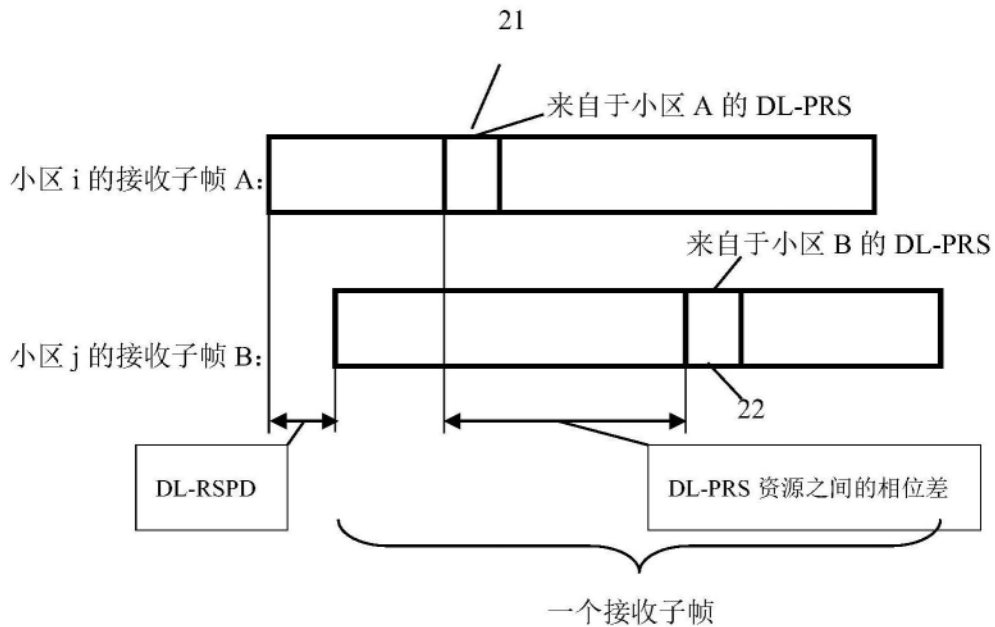 21
来自于小区 A 的 DL-PRS
小区 i 的接收子帧 A：
来自于小区 B 的 DL-PRS
小区 j 的接收子帧 B：
22
DL-RSPD
DL-PRS 资源之间的相位差
一个接收子帧